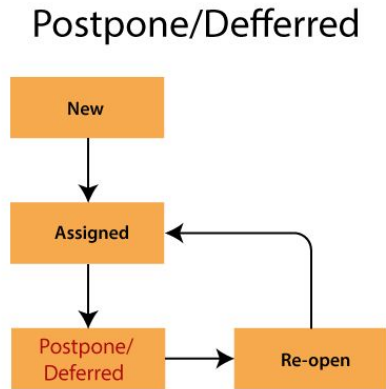 Postpone/Defferred
New
Assigned
Postpone/
Deferred
Re-open